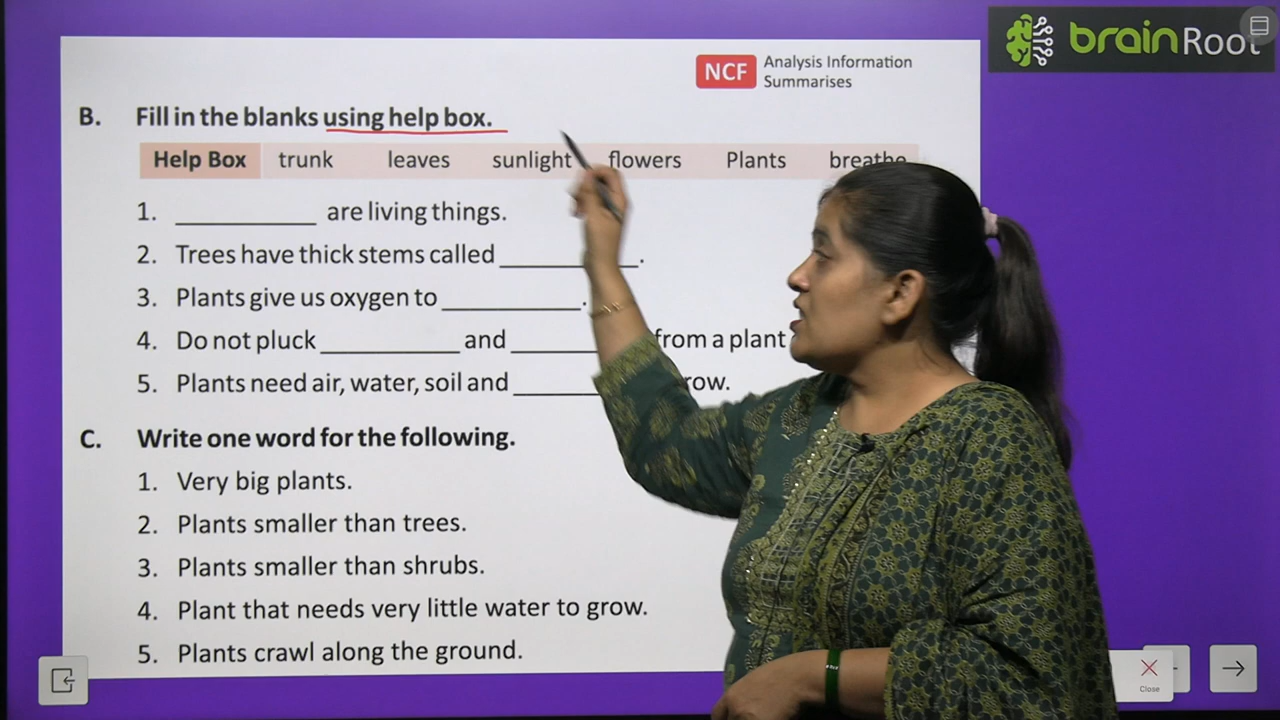 brainRoot
NCF Analysis Information
Summarises
B. Fill in the blanks using help box.
Help Box trunk leaves sunlight flowers Plants breathe
1. __________ are living things.
2. Trees have thick stems called __________.
3. Plants give us oxygen to __________.
4. Do not pluck __________ and ______ from a plant
5. Plants need air, water, soil and ______ row.
C. Write one word for the following.
1. Very big plants.
2. Plants smaller than trees.
3. Plants smaller than shrubs.
4. Plant that needs very little water to grow.
5. Plants crawl along the ground.
Close